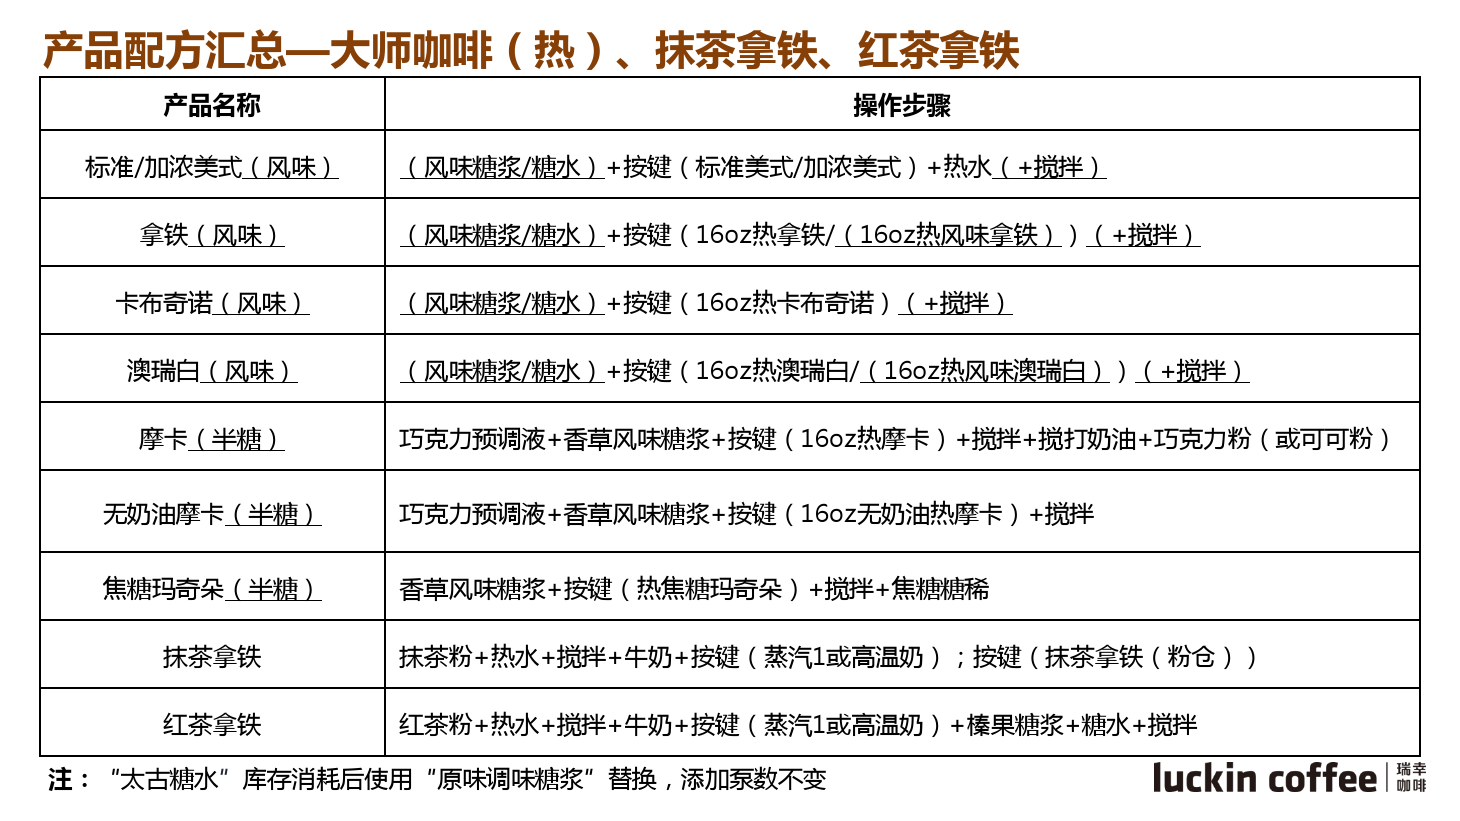 产品配方汇总—大师咖啡（热）、抹茶拿铁、红茶拿铁
产品名称 操作步骤
标准/加浓美式（风味） （风味糖浆/糖水）+按键（标准美式/加浓美式）+热水（+搅拌）
拿铁（风味） （风味糖浆/糖水）+按键（16oz热拿铁/（16oz热风味拿铁））（+搅拌）
卡布奇诺（风味） （风味糖浆/糖水）+按键（16oz热卡布奇诺）（+搅拌）
澳瑞白（风味） （风味糖浆/糖水）+按键（16oz热澳瑞白/（16oz热风味澳瑞白））（+搅拌）
摩卡（半糖） 巧克力预调液+香草风味糖浆+按键（16oz热摩卡）+搅拌+搅打奶油+巧克力粉（或可可粉）
无奶油摩卡（半糖） 巧克力预调液+香草风味糖浆+按键（16oz无奶油热摩卡）+搅拌
焦糖玛奇朵（半糖） 香草风味糖浆+按键（热焦糖玛奇朵）+搅拌+焦糖糖稀
抹茶拿铁 抹茶粉+热水+搅拌+牛奶+按键（蒸汽1或高温奶）；按键（抹茶拿铁（粉仓））
红茶拿铁 红茶粉+热水+搅拌+牛奶+按键（蒸汽1或高温奶）+榛果糖浆+糖水+搅拌
注：“太古糖水”库存消耗后使用“原味调味糖浆”替换，添加泵数不变
luckin coffee 瑞幸
咖啡